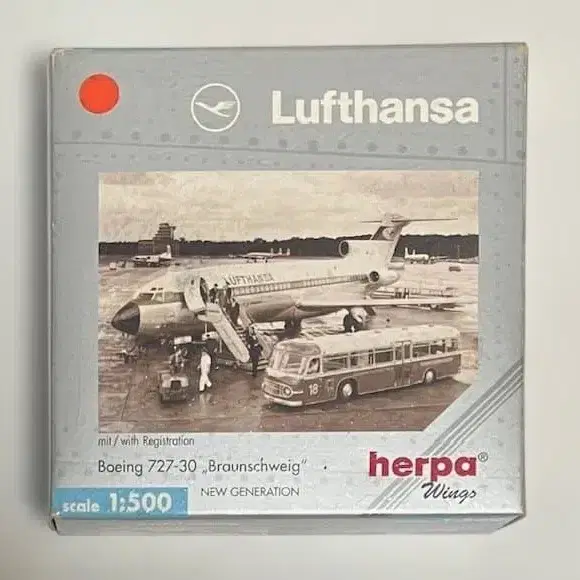 Lufthansa
LUFTHANSA
18
mit / with Registration
Boeing 727-30 „Braunschweig"
NEW GENERATION
herpa®
Wings
scale 1:500